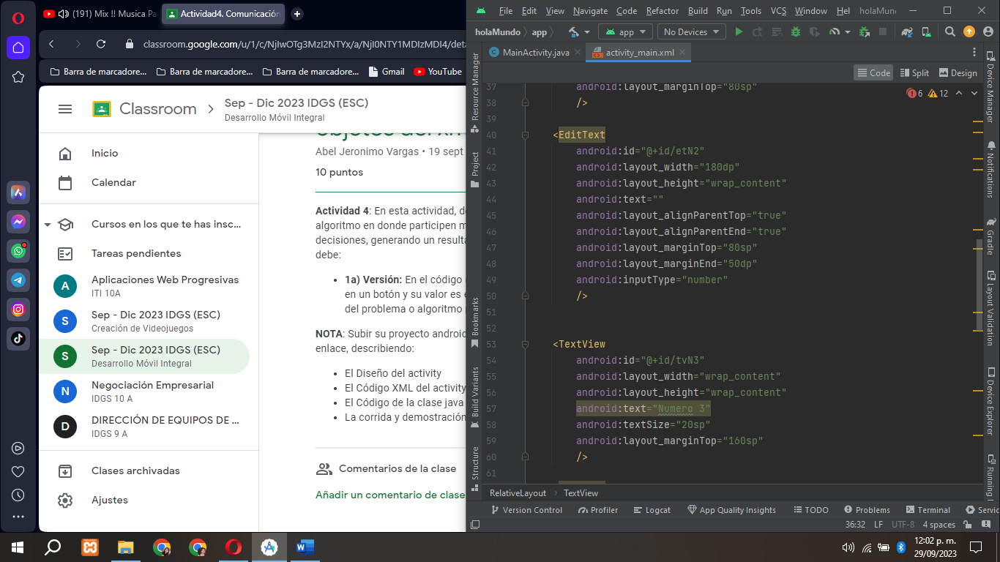 (191) Mix !! Musica Pa
Actividad4. Comunicación
classroom.google.com/u/1/c/NjIwOTg3MzI2NTYx/a/NjI0NTY1MDIzMDI4/deta
Barra de marcadore...
Barra de marcadore...
Barra de marcadore...
Gmail
YouTube
Classroom
Sep - Dic 2023 IDGS (ESC)
Desarrollo Móvil Integral
Inicio
Calendar
Cursos en los que te has insc...
Tareas pendientes
A
Aplicaciones Web Progresivas
ITI 10A
S
Sep - Dic 2023 IDGS (ESC)
Creación de Videojuegos
S
Sep - Dic 2023 IDGS (ESC)
Desarrollo Móvil Integral
N
Negociación Empresarial
IDGS 10 A
D
DIRECCIÓN DE EQUIPOS DE ...
IDGS 9 A
Clases archivadas
Ajustes
Abel Jeronimo Vargas • 19 sept
10 puntos
Actividad 4: En esta actividad, d
algoritmo en donde participen m
decisiones, generando un result
debe:
1a) Versión: En el código
en un botón y su valor es
del problema o algoritmo
NOTA: Subir su proyecto android
enlace, describiendo:
El Diseño del activity
El Código XML del activity
El Código de la clase java
La corrida y demostración
Comentarios de la clase
Añadir un comentario de clase
File Edit View Navigate Code Refactor Build Run Tools VCS Window Hel
holaMund
holaMundo app
app
No Devices
MainActivity.java
activity_main.xml
Code Split Design
6 12
37 android:layout_marginTop="80sp"
38 />
39
40 <EditText
41 android:id="@+id/etN2"
42 android:layout_width="180dp"
43 android:layout_height="wrap_content"
44 android:text=""
45 android:layout_alignParentTop="true"
46 android:layout_alignParentEnd="true"
47 android:layout_marginTop="80sp"
48 android:layout_marginEnd="50dp"
49 android:inputType="number"
50 />
51
52
53 <TextView
54 android:id="@+id/tvN3"
55 android:layout_width="wrap_content"
56 android:layout_height="wrap_content"
57 android:text="Numero 3"
58 android:textSize="20sp"
59 android:layout_marginTop="160sp"
60 />
61
RelativeLayout TextView
Resource Manager
Project
Bookmarks
Build Variants
Structure
Device Manager
Notifications
Gradle
Layout Validation
Device Explorer
Running
Version Control Profiler Logcat App Quality Insights TODO Problems Terminal Servic
36:32 LF UTF-8 4 spaces
12:02 p. m.
29/09/2023